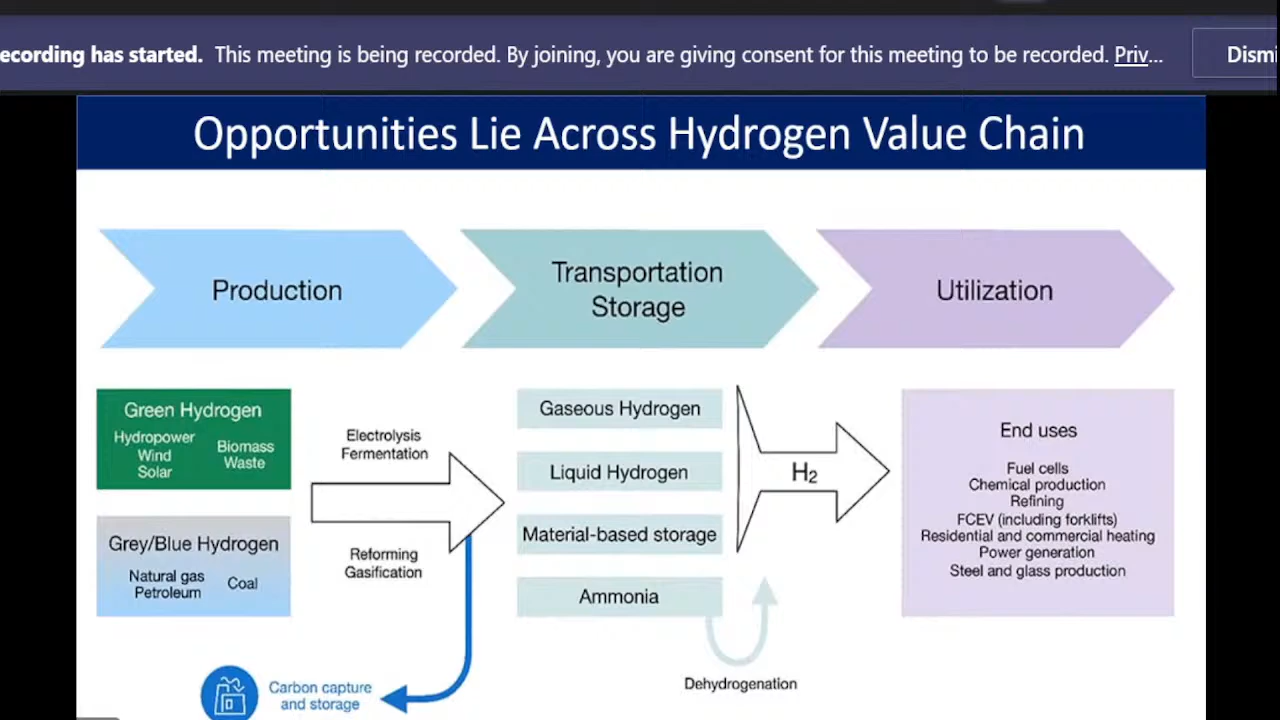 ecording has started. This meeting is being recorded. By joining, you are giving consent for this meeting to be recorded. Priv...
Dismi
Opportunities Lie Across Hydrogen Value Chain
Production
Transportation
Storage
Utilization
Green Hydrogen
Hydropower
Wind
Solar
Biomass
Waste
Grey/Blue Hydrogen
Natural gas
Petroleum
Coal
Electrolysis
Fermentation
Reforming
Gasification
Carbon capture
and storage
Gaseous Hydrogen
Liquid Hydrogen
Material-based storage
Ammonia
Dehydrogenation
H₂
End uses
Fuel cells
Chemical production
Refining
FCEV (including forklifts)
Residential and commercial heating
Power generation
Steel and glass production